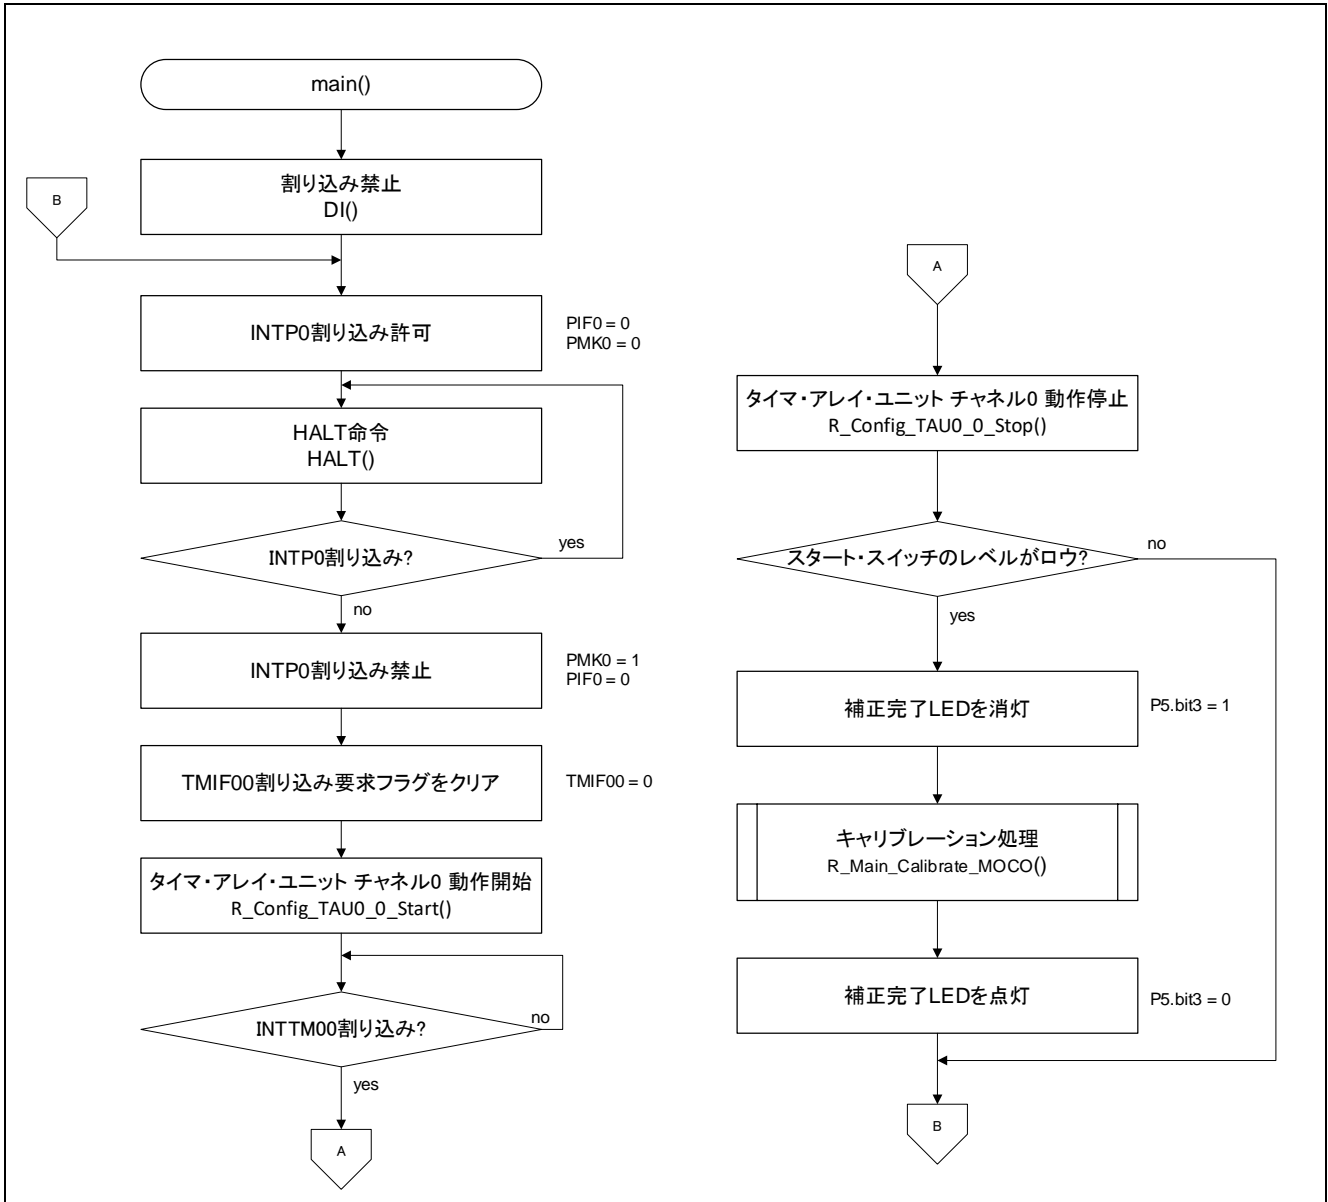 main()
割り込み禁止
DI()
B
INTP0割り込み許可
PIF0 = 0
PMK0 = 0
HALT命令
HALT()
INTP0割り込み?
yes
no
INTP0割り込み禁止
PMK0 = 1
PIF0 = 0
TMIF00割り込み要求フラグをクリア
TMIF00 = 0
タイマ・アレイ・ユニット チャネル0 動作開始
R_Config_TAU0_0_Start()
INTTM00割り込み?
no
yes
A
A
タイマ・アレイ・ユニット チャネル0 動作停止
R_Config_TAU0_0_Stop()
スタート・スイッチのレベルがロウ?
no
yes
補正完了LEDを消灯
P5.bit3 = 1
キャリブレーション処理
R_Main_Calibrate_MOCO()
補正完了LEDを点灯
P5.bit3 = 0
B